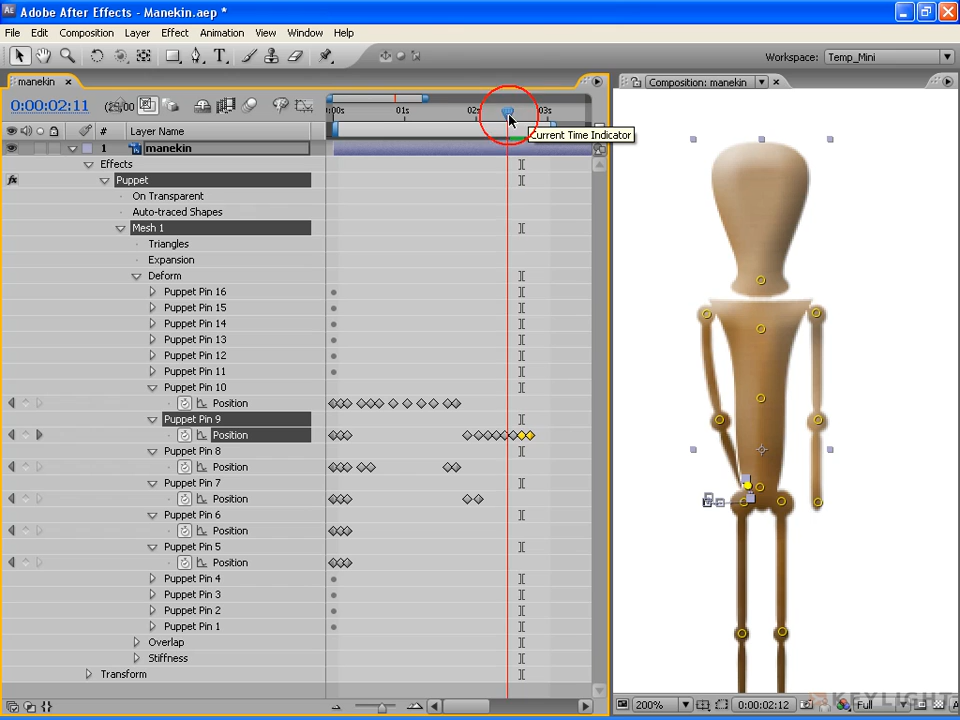 Adobe After Effects - Manekin.aep *
File Edit Composition Layer Effect Animation View Window Help
Workspace: Temp_Mini
manekin
Composition: manekin
0:00:02:11 (25.00)
:00s 01s 02s 03s
# Layer Name
Current Time Indicator
1 manekin
Effects
Puppet
On Transparent
Auto-traced Shapes
Mesh 1
Triangles
Expansion
Deform
Puppet Pin 16
Puppet Pin 15
Puppet Pin 14
Puppet Pin 13
Puppet Pin 12
Puppet Pin 11
Puppet Pin 10
Position
Puppet Pin 9
Position
Puppet Pin 8
Position
Puppet Pin 7
Position
Puppet Pin 6
Position
Puppet Pin 5
Position
Puppet Pin 4
Puppet Pin 3
Puppet Pin 2
Puppet Pin 1
Overlap
Stiffness
Transform
200% 0:00:02:12 Full
KEYLIGHT